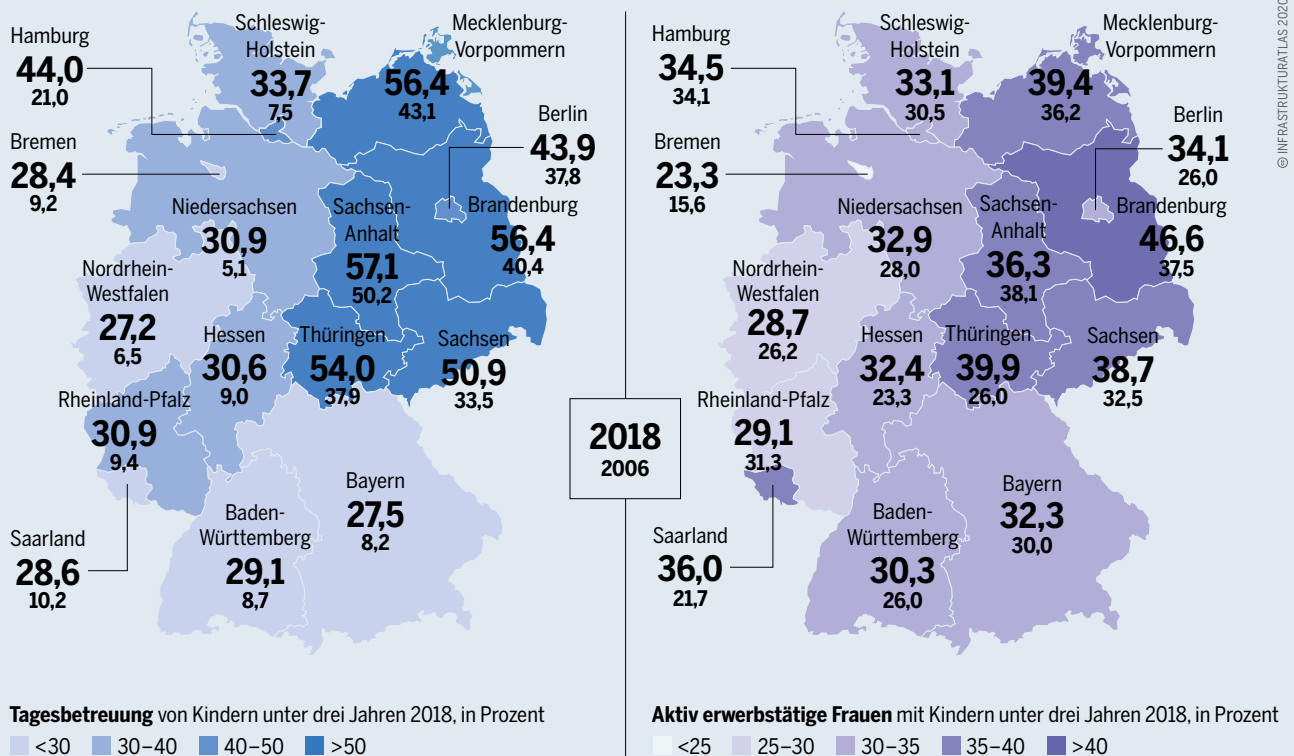 Hamburg
44,0
21,0
Schleswig-
Holstein
33,7
7,5
Mecklenburg-
Vorpommern
56,4
43,1
Berlin
43,9
37,8
Bremen
28,4
9,2
Niedersachsen
30,9
5,1
Sachsen-
Anhalt
57,1
50,2
Brandenburg
56,4
40,4
Nordrhein-
Westfalen
27,2
6,5
Hessen
30,6
9,0
Thüringen
54,0
37,9
Sachsen
50,9
33,5
Rheinland-Pfalz
30,9
9,4
Saarland
28,6
10,2
Baden-
Württemberg
29,1
8,7
Bayern
27,5
8,2
Tagesbetreuung von Kindern unter drei Jahren 2018, in Prozent
<30 30–40 40–50 >50
2018
2006
Hamburg
34,5
34,1
Schleswig-
Holstein
33,1
30,5
Mecklenburg-
Vorpommern
39,4
36,2
Berlin
34,1
26,0
Bremen
23,3
15,6
Niedersachsen
32,9
28,0
Sachsen-
Anhalt
36,3
38,1
Brandenburg
46,6
37,5
Nordrhein-
Westfalen
28,7
26,2
Hessen
32,4
23,3
Thüringen
39,9
26,0
Sachsen
38,7
32,5
Rheinland-Pfalz
29,1
31,3
Saarland
36,0
21,7
Baden-
Württemberg
30,3
26,0
Bayern
32,3
30,0
Aktiv erwerbstätige Frauen mit Kindern unter drei Jahren 2018, in Prozent
<25 25–30 30–35 35–40 >40
© INFRASTRUKTURATLAS 2020